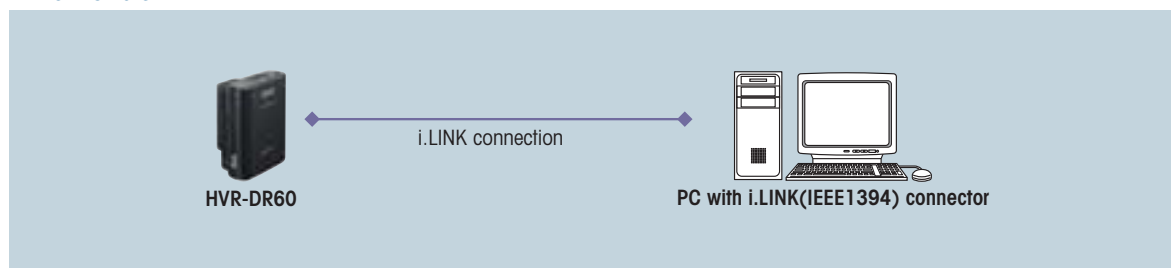 i.LINK connection
HVR-DR60
PC with i.LINK(IEEE1394) connector